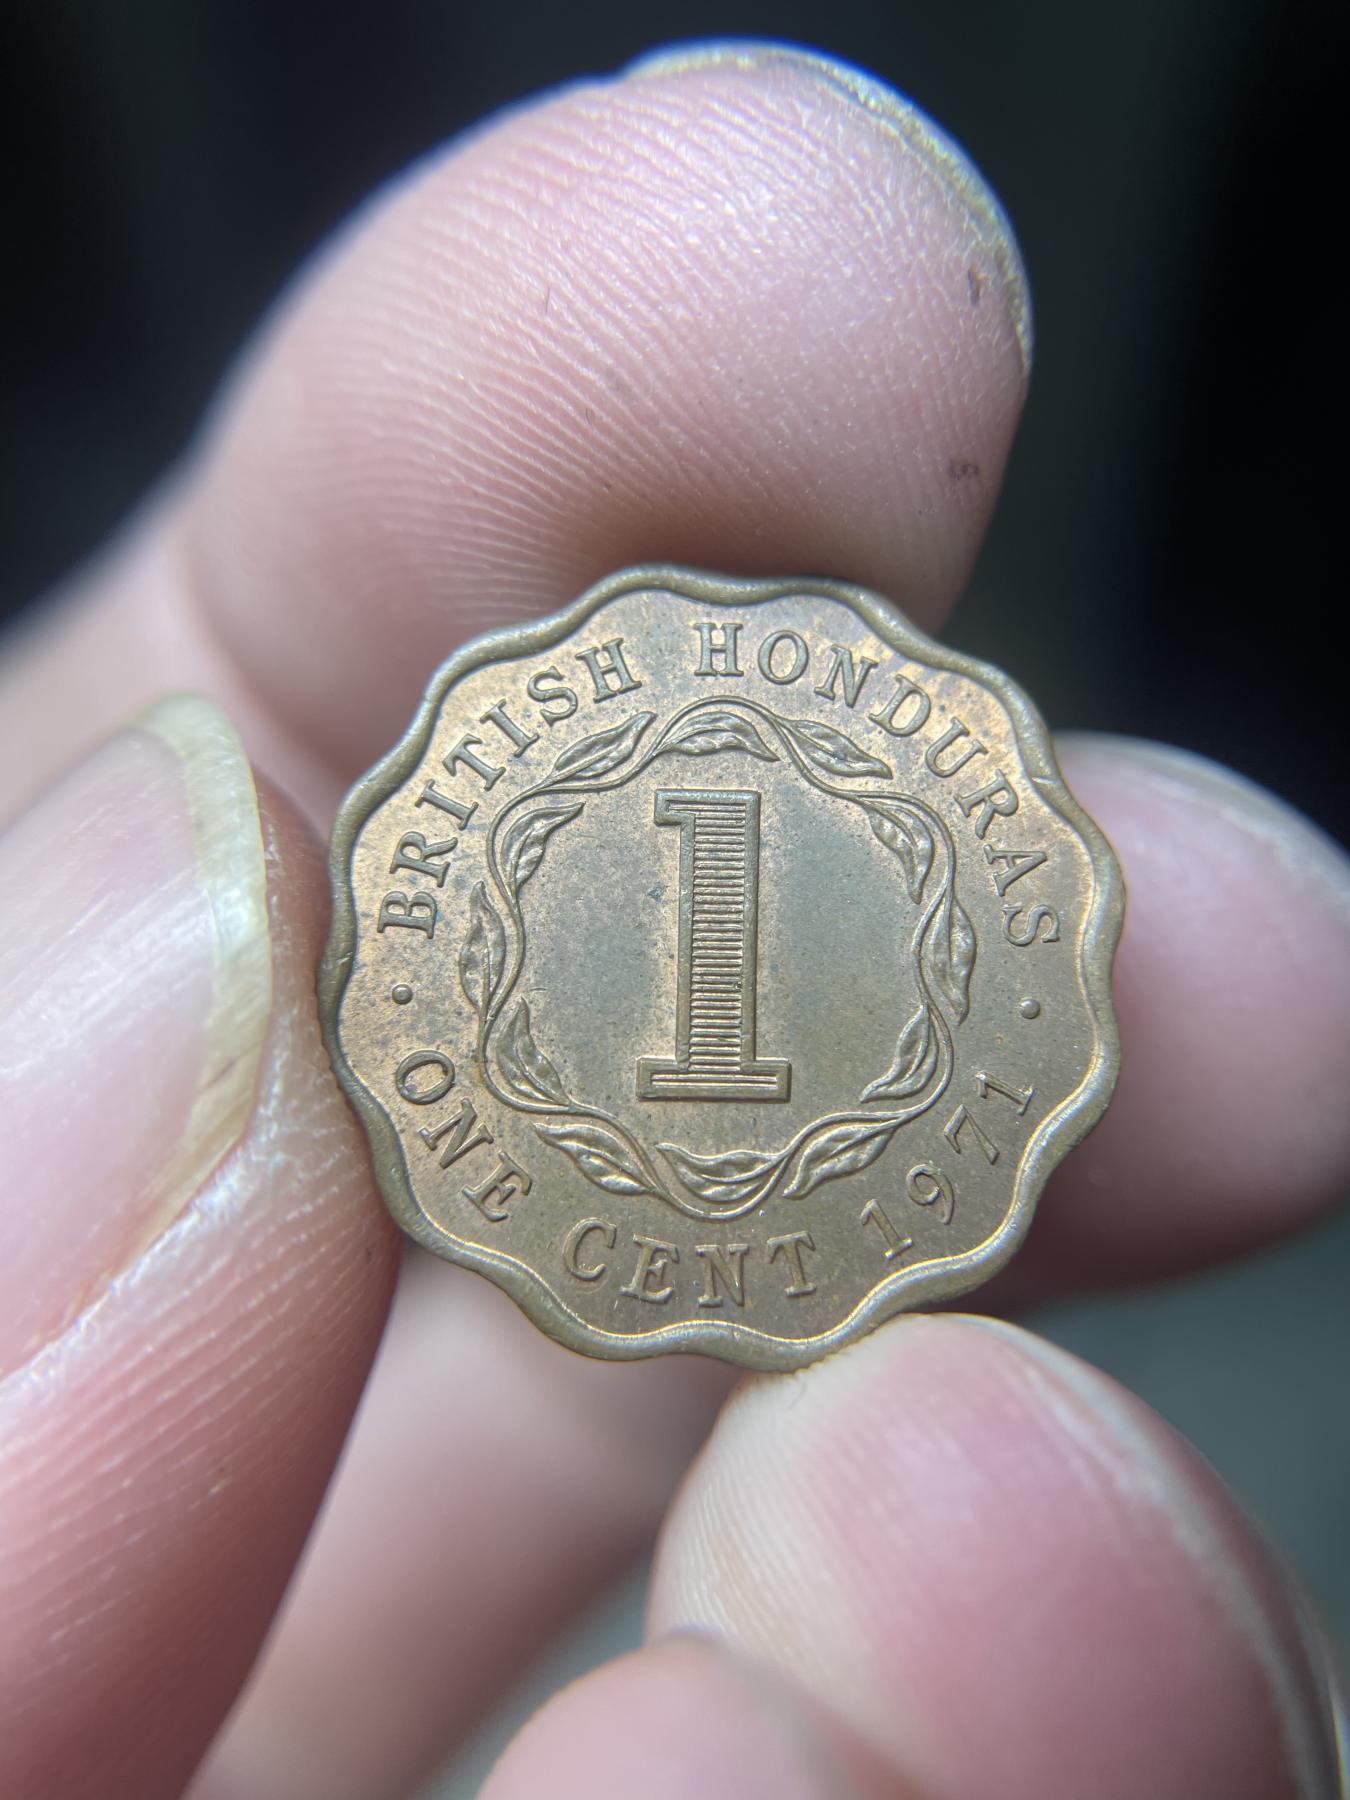 BRITISH HONDURAS
1
· ONE CENT 1971 ·